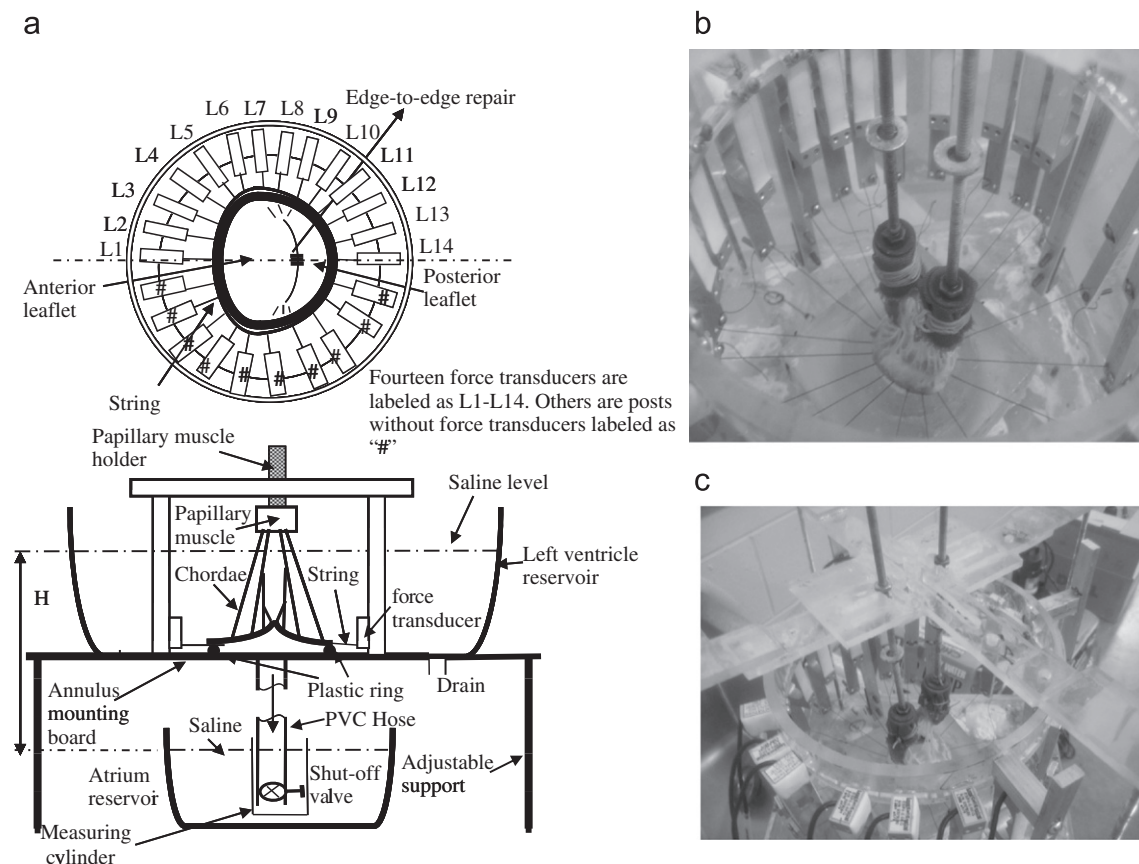 a
b
L6 L7 L8
L9
L5
L10
L4
L11
L3
L12
L2
L13
L1
L14
Edge-to-edge repair
Anterior
leaflet
Posterior
leaflet
# # # # # # # # #
String
Fourteen force transducers are
labeled as L1-L14. Others are posts
without force transducers labeled as
“#”
Papillary muscle
holder
Saline level
Papillary
muscle
Left ventricle
reservoir
Chordae
String
force
transducer
H
Annulus
mounting
board
Plastic ring
Drain
PVC Hose
Saline
Atrium
reservoir
Shut-off
valve
Adjustable
support
Measuring
cylinder
c